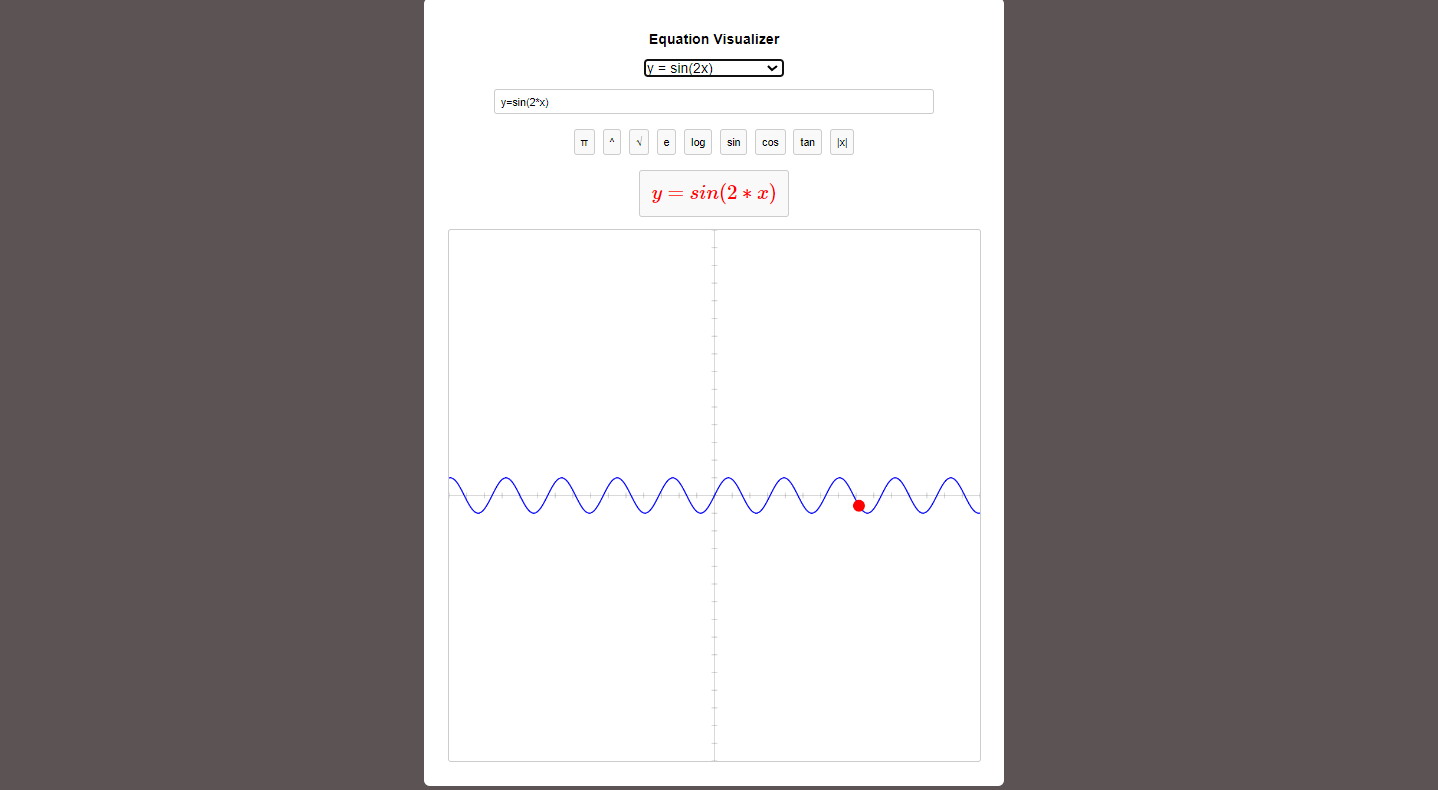 Equation Visualizer
y = sin(2x)
y=sin(2*x)
π ^ √ e log sin cos tan |x|
y = sin(2 ∗ x)